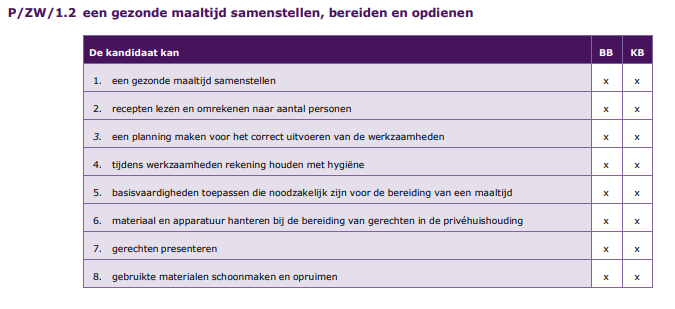 P/ZW/1.2 een gezonde maaltijd samenstellen, bereiden en opdienen
De kandidaat kan BB KB
1. een gezonde maaltijd samenstellen x x
2. recepten lezen en omrekenen naar aantal personen x x
3. een planning maken voor het correct uitvoeren van de werkzaamheden x x
4. tijdens werkzaamheden rekening houden met hygiëne x x
5. basisvaardigheden toepassen die noodzakelijk zijn voor de bereiding van een maaltijd x x
6. materiaal en apparatuur hanteren bij de bereiding van gerechten in de privéhuishouding x x
7. gerechten presenteren x x
8. gebruikte materialen schoonmaken en opruimen x x